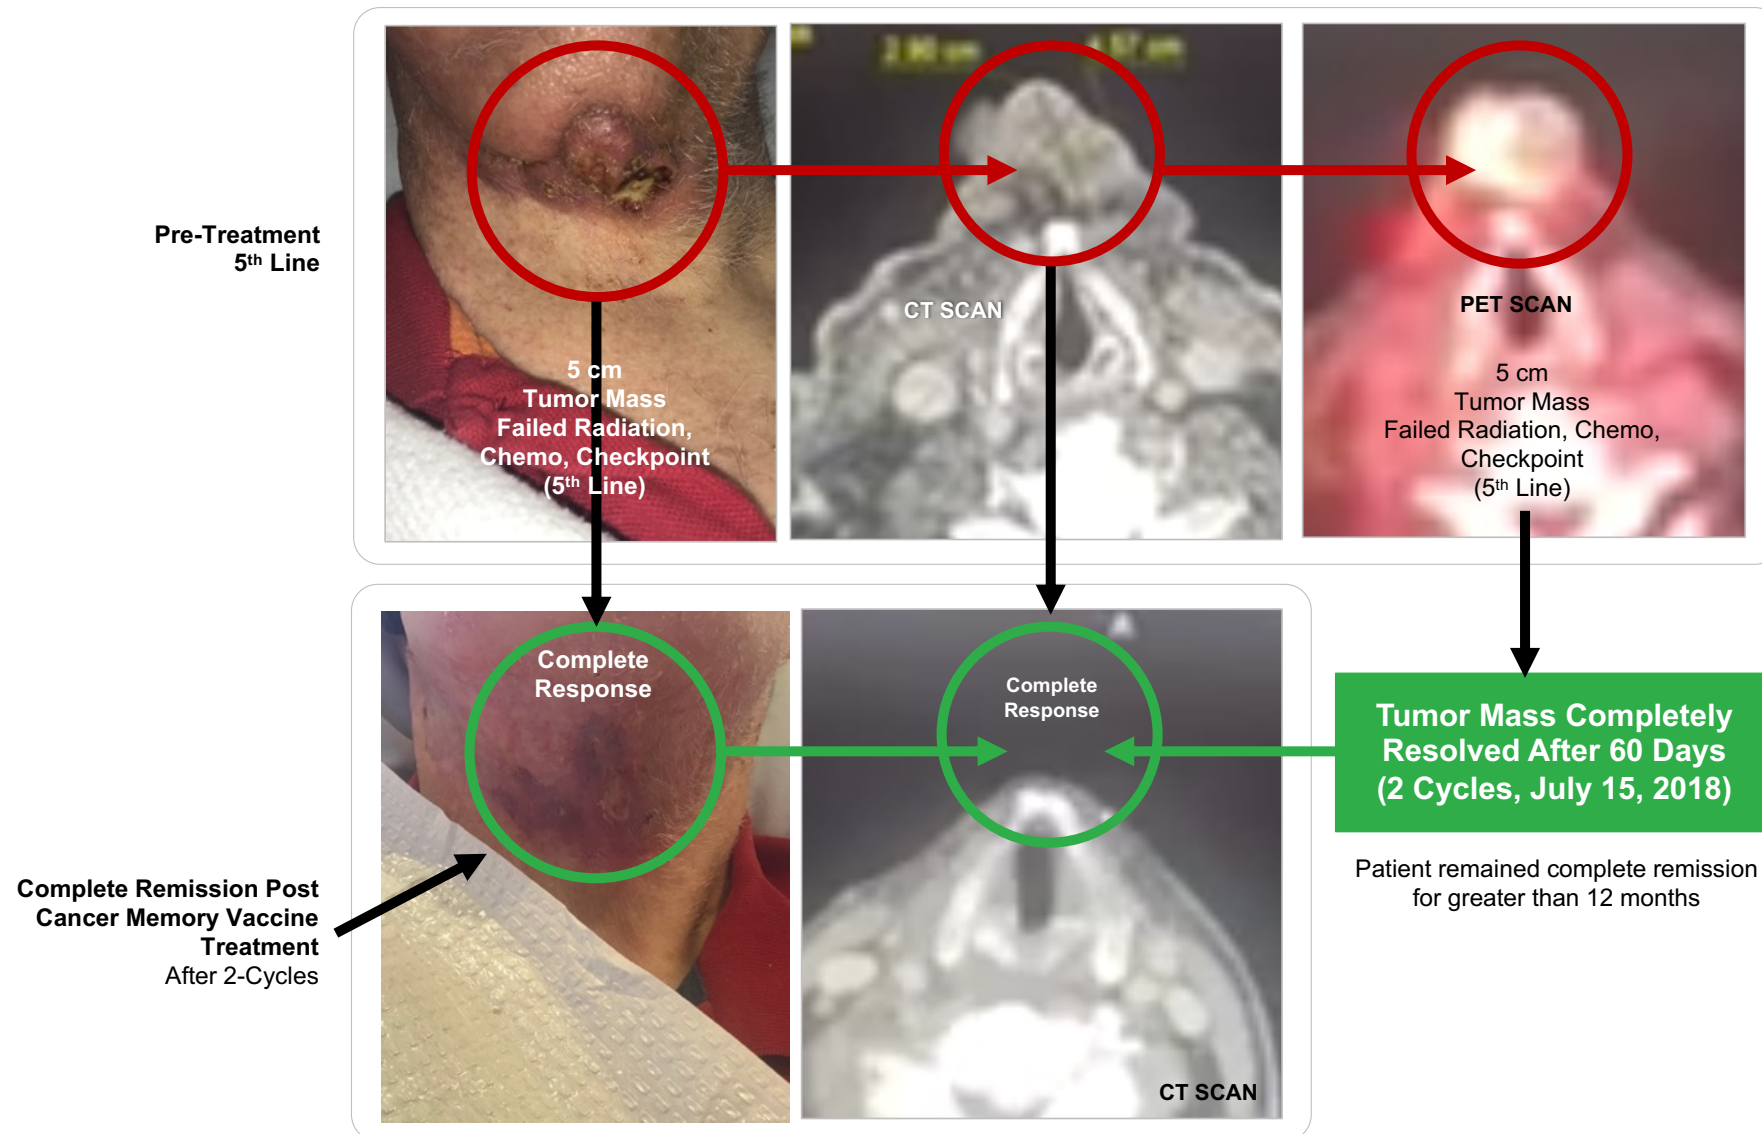 2.90 cm
Pre-Treatment
5th Line
CT SCAN
PET SCAN
5 cm
Tumor Mass
Failed Radiation,
Chemo, Checkpoint
(5th Line)
5 cm
Tumor Mass
Failed Radiation, Chemo,
Checkpoint
(5th Line)
A
Complete
Response
Complete
Response
Tumor Mass Completely
Resolved After 60 Days
(2 Cycles, July 15, 2018)
Patient remained complete remission
for greater than 12 months
Complete Remission Post
Cancer Memory Vaccine
Treatment
After 2-Cycles
CT SCAN